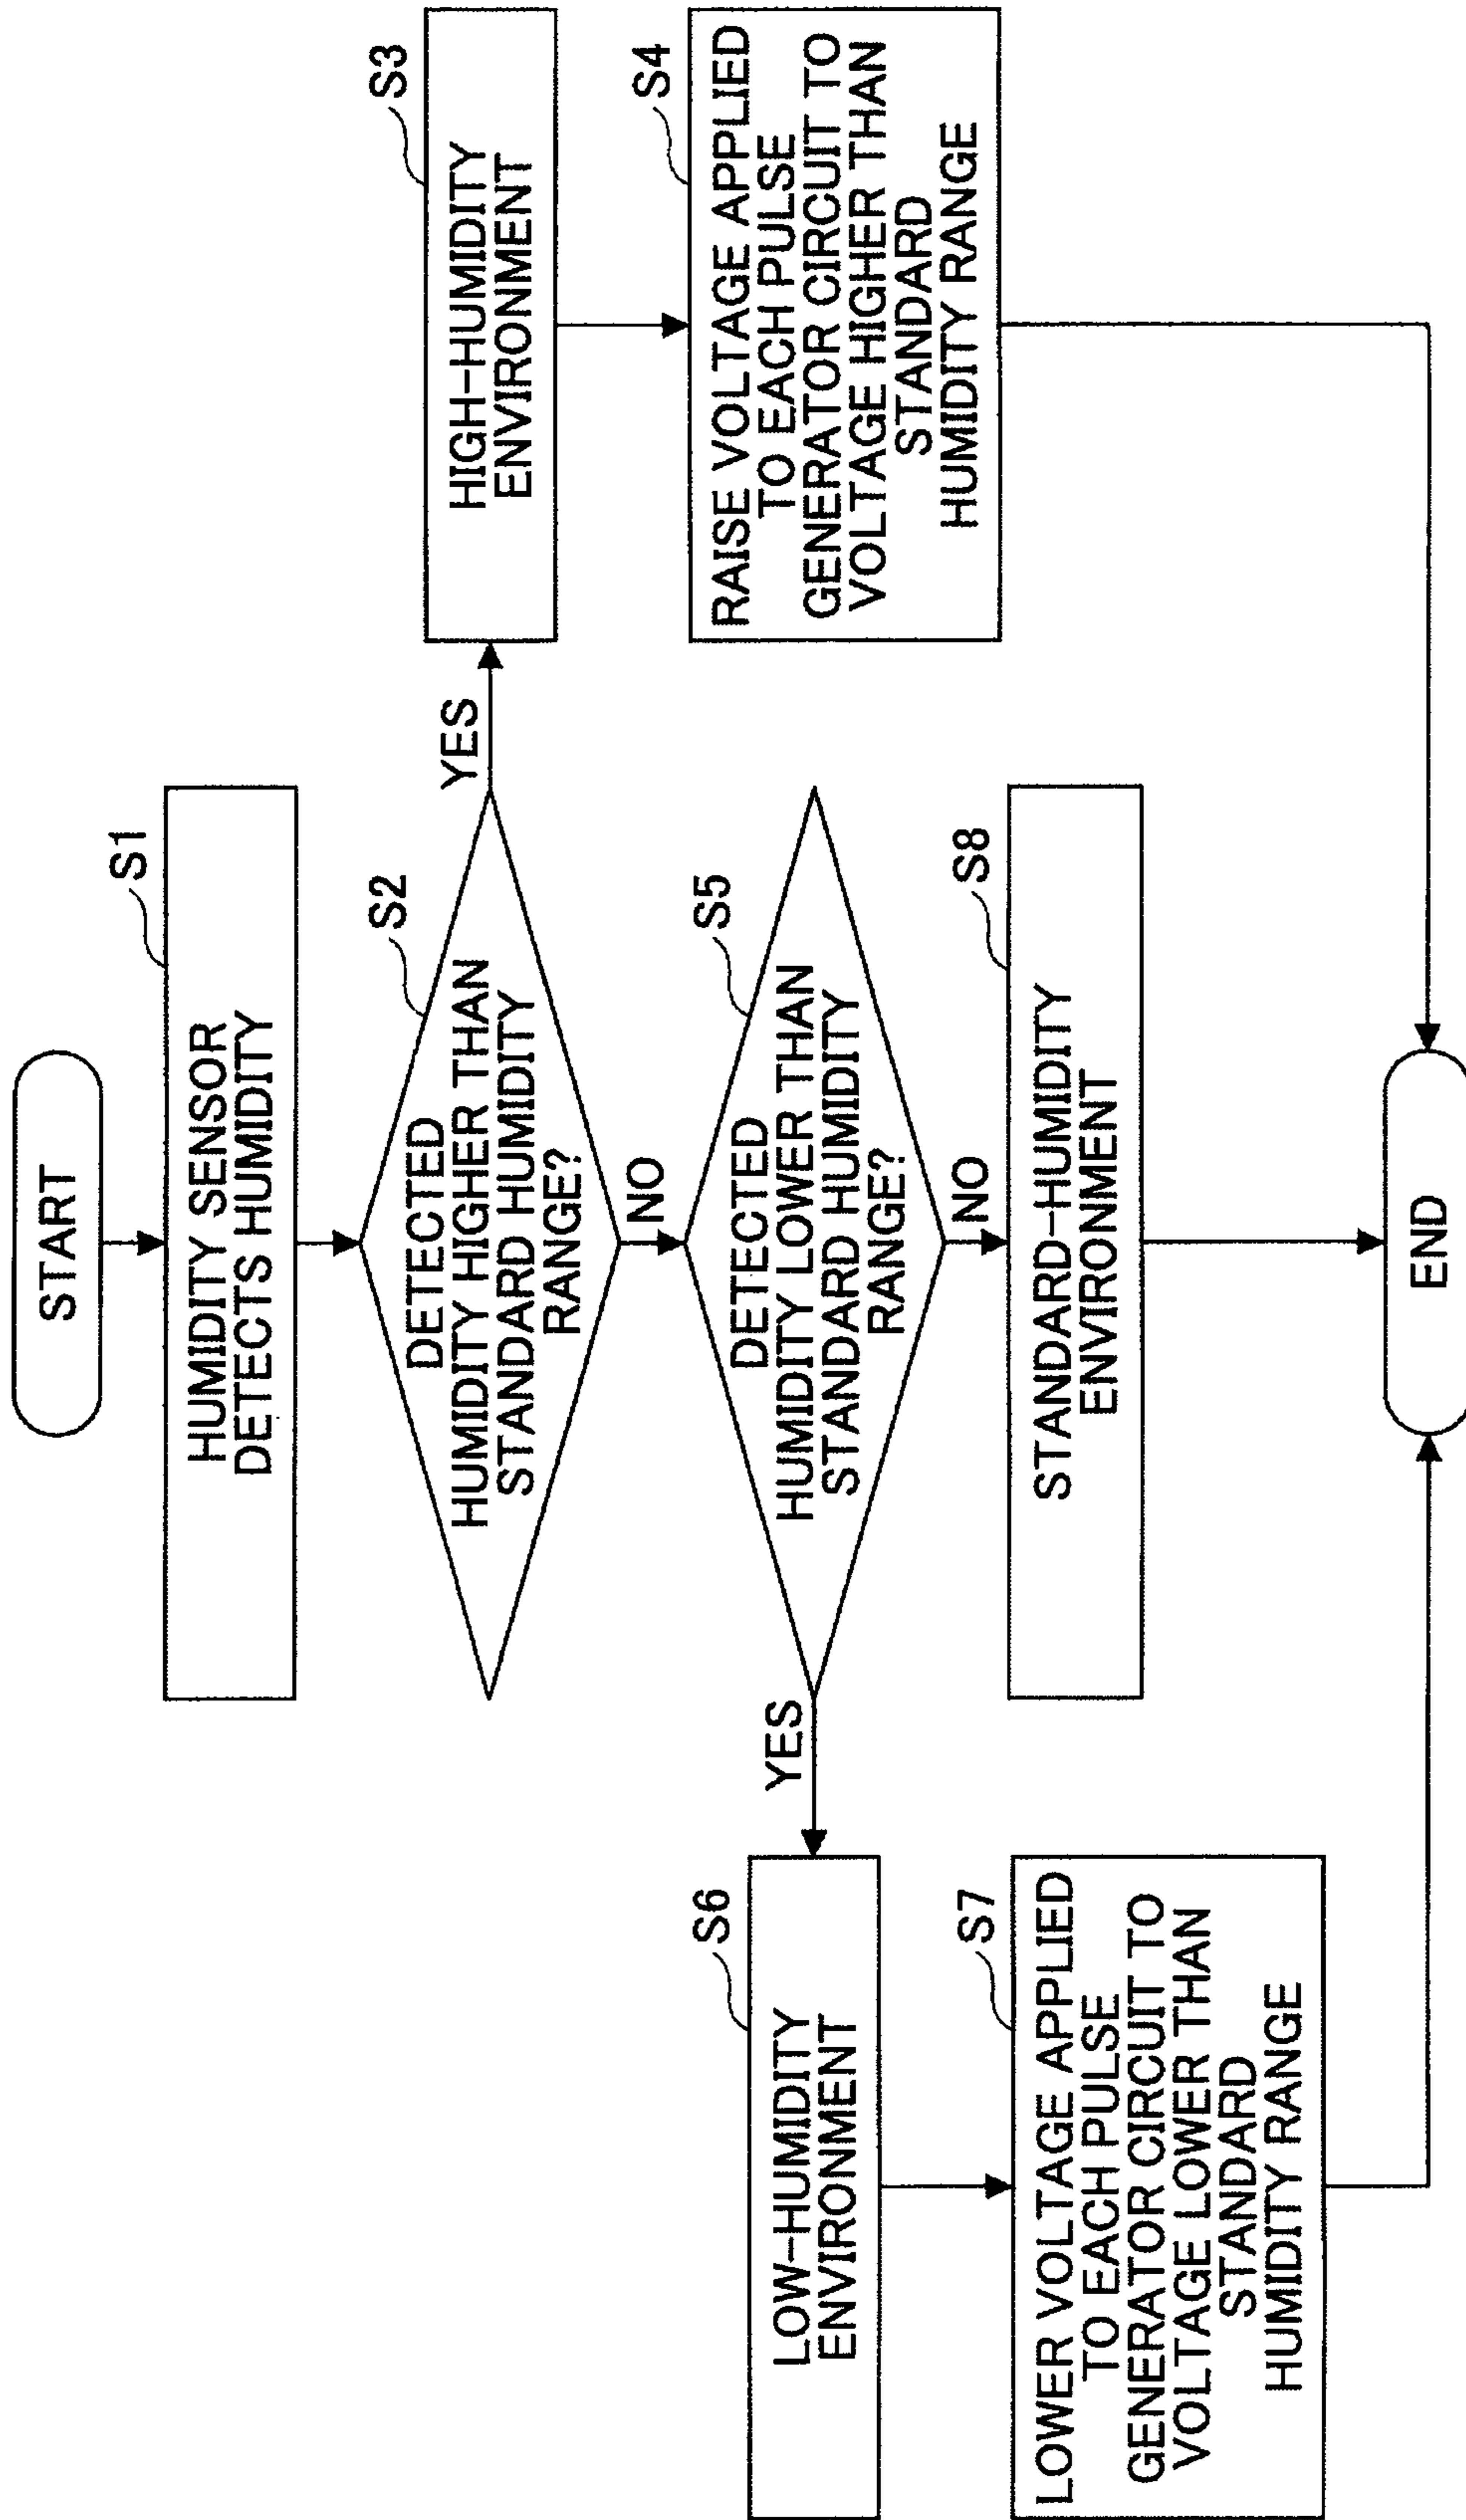 START
S1
HUMIDITY SENSOR
DETECTS HUMIDITY
S2
DETECTED
HUMIDITY HIGHER THAN
STANDARD HUMIDITY
RANGE?
YES
NO
S3
HIGH-HUMIDITY
ENVIRONMENT
S4
RAISE VOLTAGE APPLIED
TO EACH PULSE
GENERATOR CIRCUIT TO
VOLTAGE HIGHER THAN
STANDARD
HUMIDITY RANGE
S5
DETECTED
HUMIDITY LOWER THAN
STANDARD HUMIDITY
RANGE?
YES
NO
S6
LOW-HUMIDITY
ENVIRONMENT
S7
LOWER VOLTAGE APPLIED
TO EACH PULSE
GENERATOR CIRCUIT TO
VOLTAGE LOWER THAN
STANDARD
HUMIDITY RANGE
S8
STANDARD-HUMIDITY
ENVIRONMENT
END